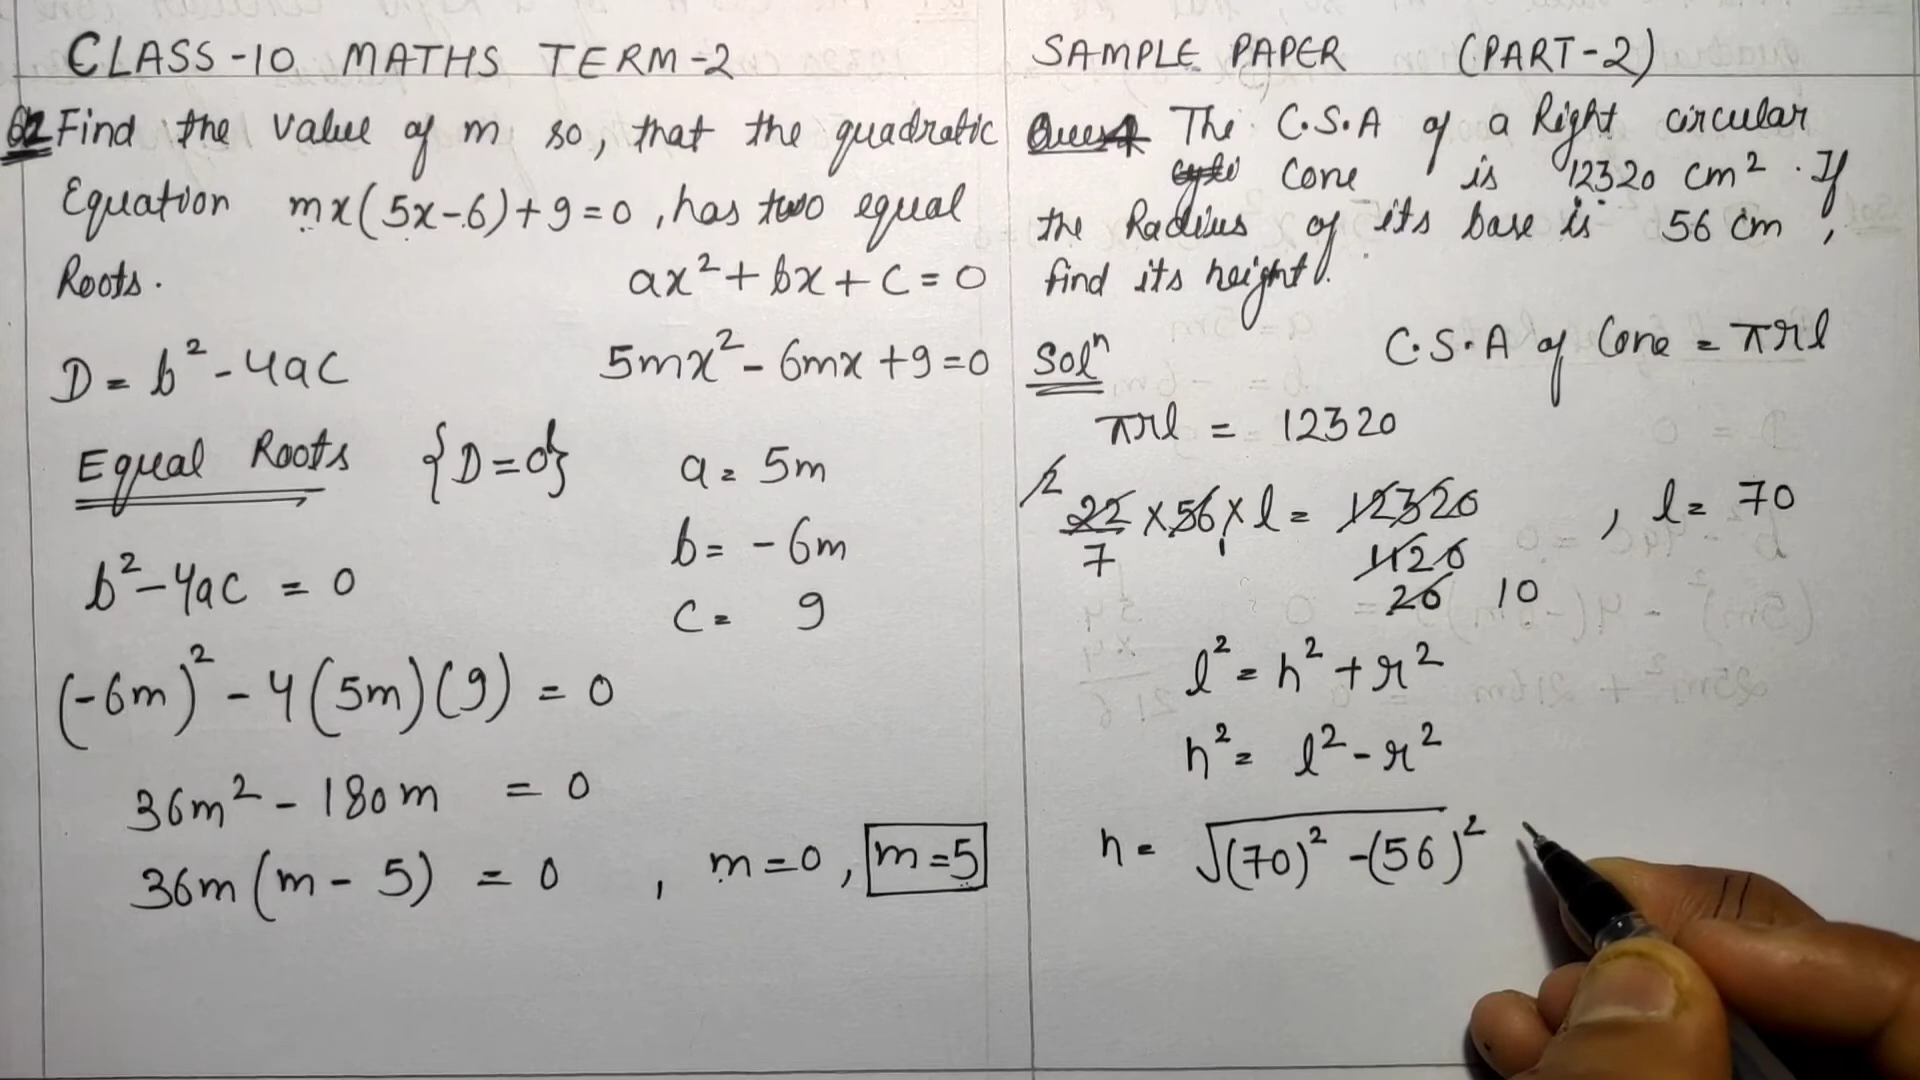 CLASS-10 MATHS TERM-2
Q2 Find the value of m so, that the quadratic
Equation mx(5x-6)+9=0, has two equal
Roots.
ax²+bx+c=0
D = b²-4ac
5mx²-6mx+9=0
Equal Roots {D=0}
a= 5m
b= -6m
c= 9
b²-4ac = 0
(-6m)²-4(5m)(9) = 0
36m²-180m = 0
36m(m-5) = 0 , m=0, m=5
SAMPLE PAPER (PART-2)
Ques The C.S.A of a Right circular
Cone is 12320 cm². If
the Radius of its base is 56 cm,
find its height.
Solⁿ
C.S.A of Cone = πrl
πrl = 12320
22/7 ×56×l= 12320 , l= 70
1120
20 10
l²= h²+r²
h²= l²-r²
h= √(70)²-(56)²